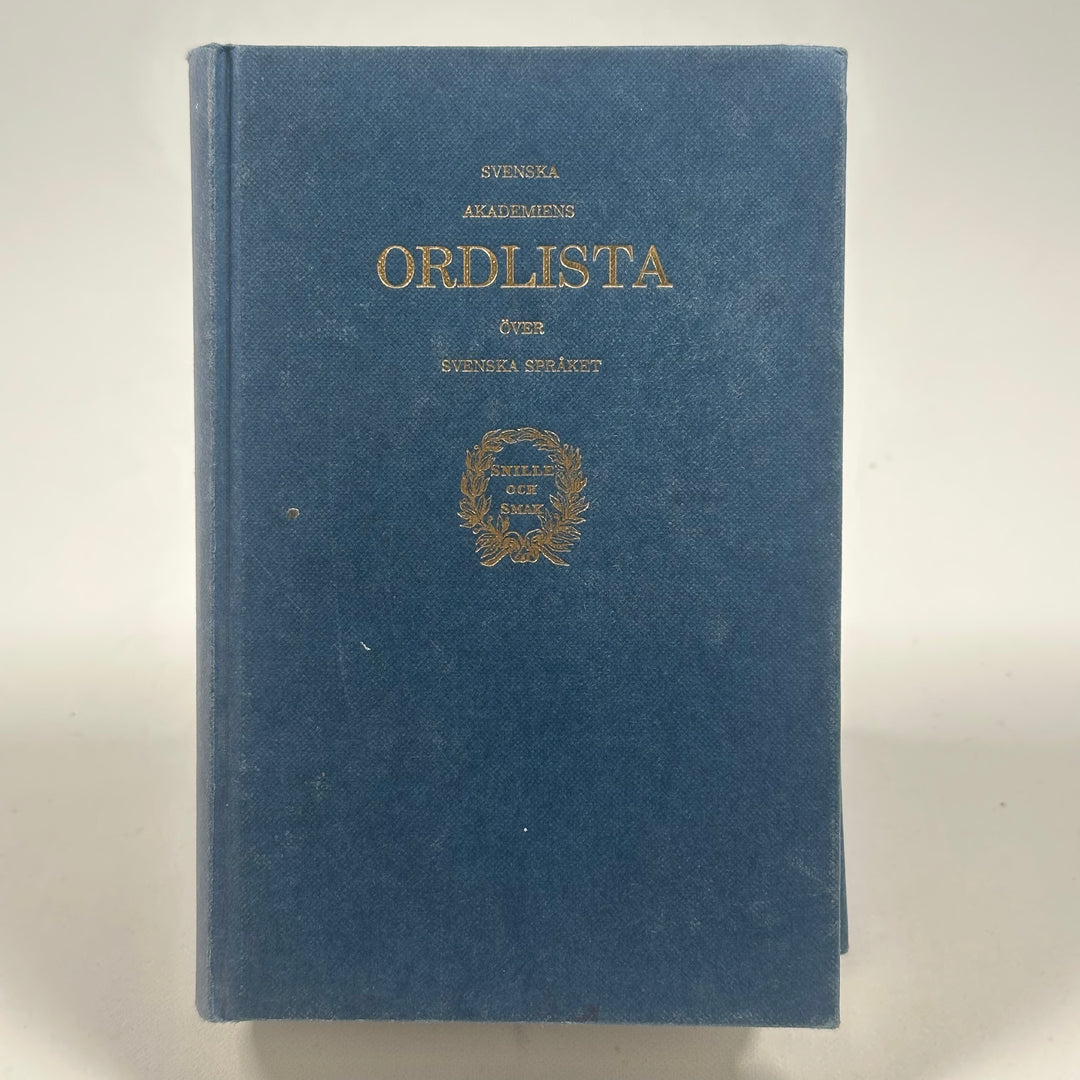 SVENSKA
AKADEMIENS
ORDLISTA
ÖVER
SVENSKA SPRÅKET
SNILLE
OCH
SMAK